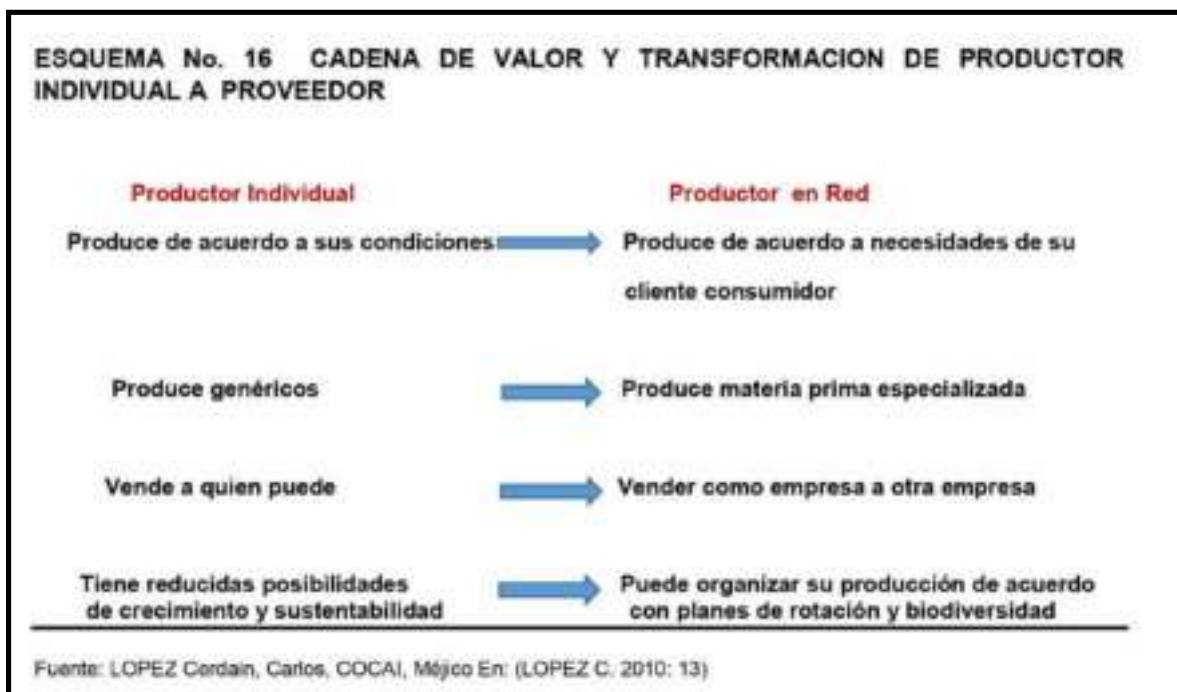 ESQUEMA No. 16 CADENA DE VALOR Y TRANSFORMACION DE PRODUCTOR
INDIVIDUAL A PROVEEDOR
Productor Individual
Productor en Red
Produce de acuerdo a sus condiciones
Produce de acuerdo a necesidades de su
cliente consumidor
Produce genéricos
Produce materia prima especializada
Vende a quien puede
Vender como empresa a otra empresa
Tiene reducidas posibilidades
de crecimiento y sustentabilidad
Puede organizar su producción de acuerdo
con planes de rotación y biodiversidad
Fuente: LOPEZ Cordain, Carlos, COCAI, Méjico En: (LOPEZ C. 2010: 13)